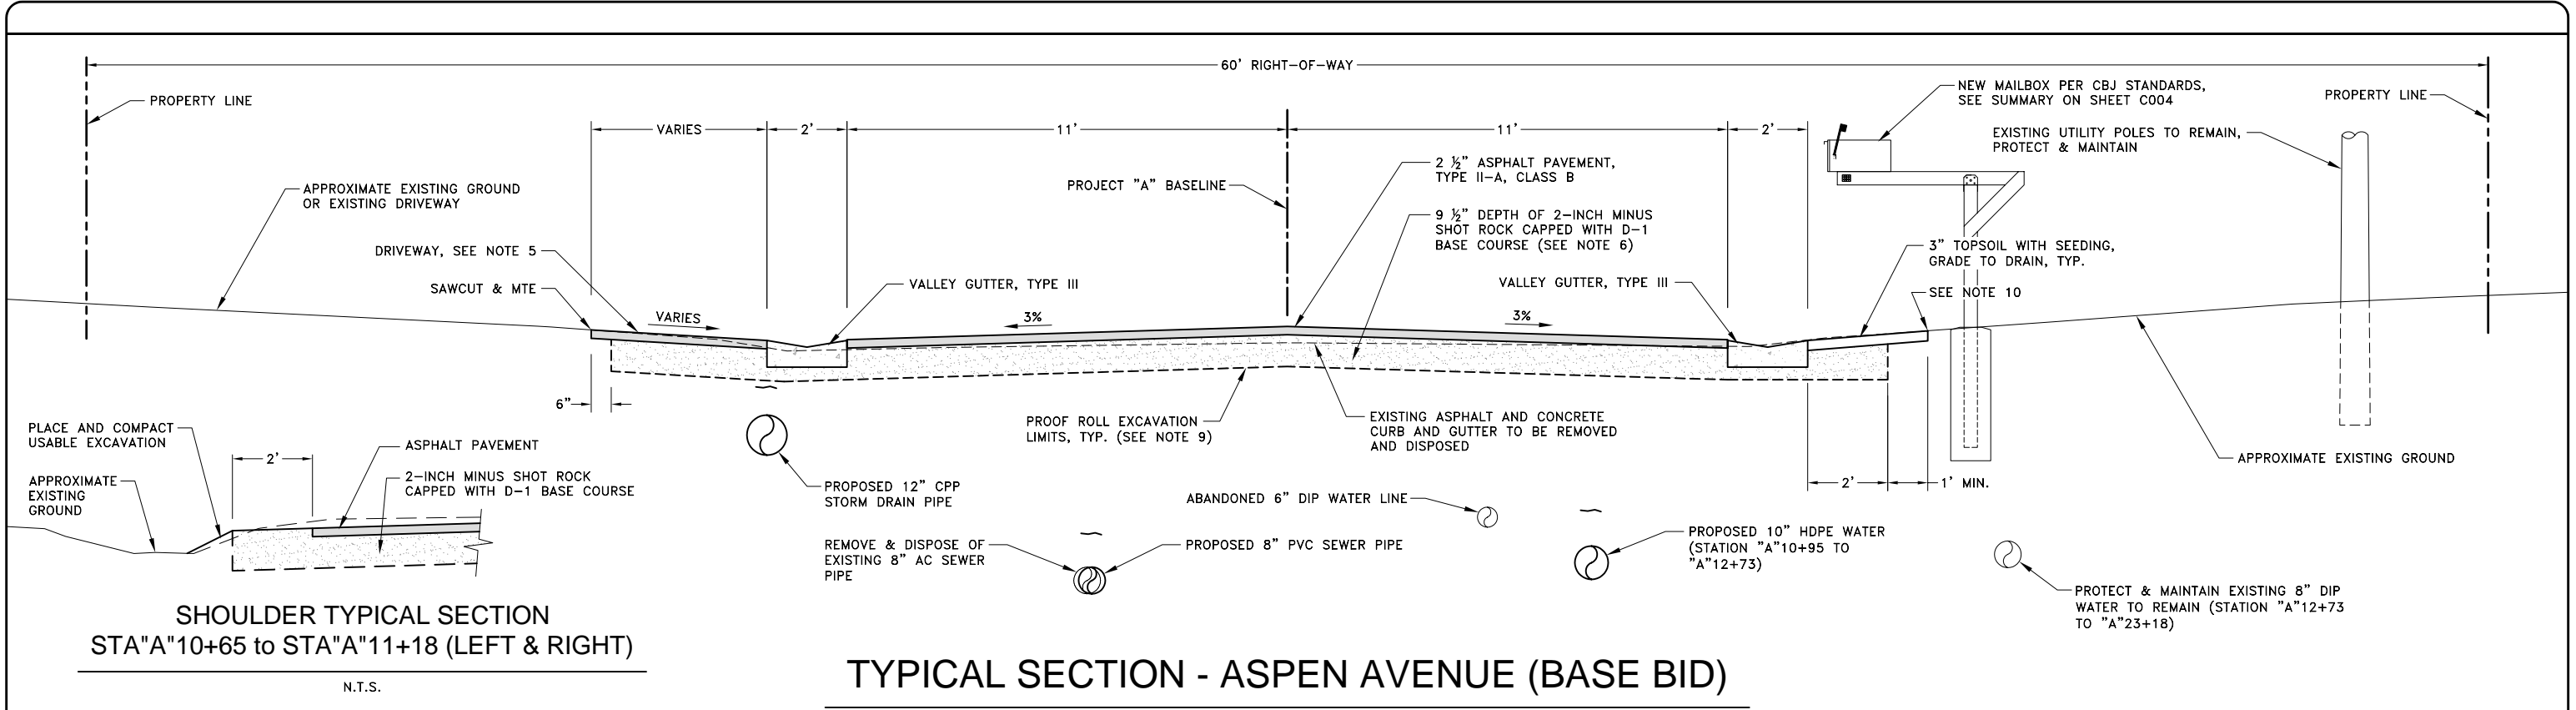 60' RIGHT-OF-WAY
PROPERTY LINE
VARIES
2'
11'
11'
2'
NEW MAILBOX PER CBJ STANDARDS,
SEE SUMMARY ON SHEET C004
PROPERTY LINE
EXISTING UTILITY POLES TO REMAIN,
PROTECT & MAINTAIN
APPROXIMATE EXISTING GROUND
OR EXISTING DRIVEWAY
PROJECT "A" BASELINE
2 ½" ASPHALT PAVEMENT,
TYPE II-A, CLASS B
9 ½" DEPTH OF 2-INCH MINUS
SHOT ROCK CAPPED WITH D-1
BASE COURSE (SEE NOTE 6)
DRIVEWAY, SEE NOTE 5
3" TOPSOIL WITH SEEDING,
GRADE TO DRAIN, TYP.
SAWCUT & MTE
VALLEY GUTTER, TYPE III
VALLEY GUTTER, TYPE III
SEE NOTE 10
VARIES
3%
3%
6"
PROOF ROLL EXCAVATION
LIMITS, TYP. (SEE NOTE 9)
EXISTING ASPHALT AND CONCRETE
CURB AND GUTTER TO BE REMOVED
AND DISPOSED
PLACE AND COMPACT
USABLE EXCAVATION
ASPHALT PAVEMENT
2'
2-INCH MINUS SHOT ROCK
CAPPED WITH D-1 BASE COURSE
APPROXIMATE
EXISTING
GROUND
PROPOSED 12" CPP
STORM DRAIN PIPE
ABANDONED 6" DIP WATER LINE
2'
1' MIN.
APPROXIMATE EXISTING GROUND
REMOVE & DISPOSE OF
EXISTING 8" AC SEWER
PIPE
PROPOSED 8" PVC SEWER PIPE
PROPOSED 10" HDPE WATER
(STATION "A"10+95 TO
"A"12+73)
PROTECT & MAINTAIN EXISTING 8" DIP
WATER TO REMAIN (STATION "A"12+73
TO "A"23+18)
SHOULDER TYPICAL SECTION
STA"A"10+65 to STA"A"11+18 (LEFT & RIGHT)
N.T.S.
TYPICAL SECTION - ASPEN AVENUE (BASE BID)